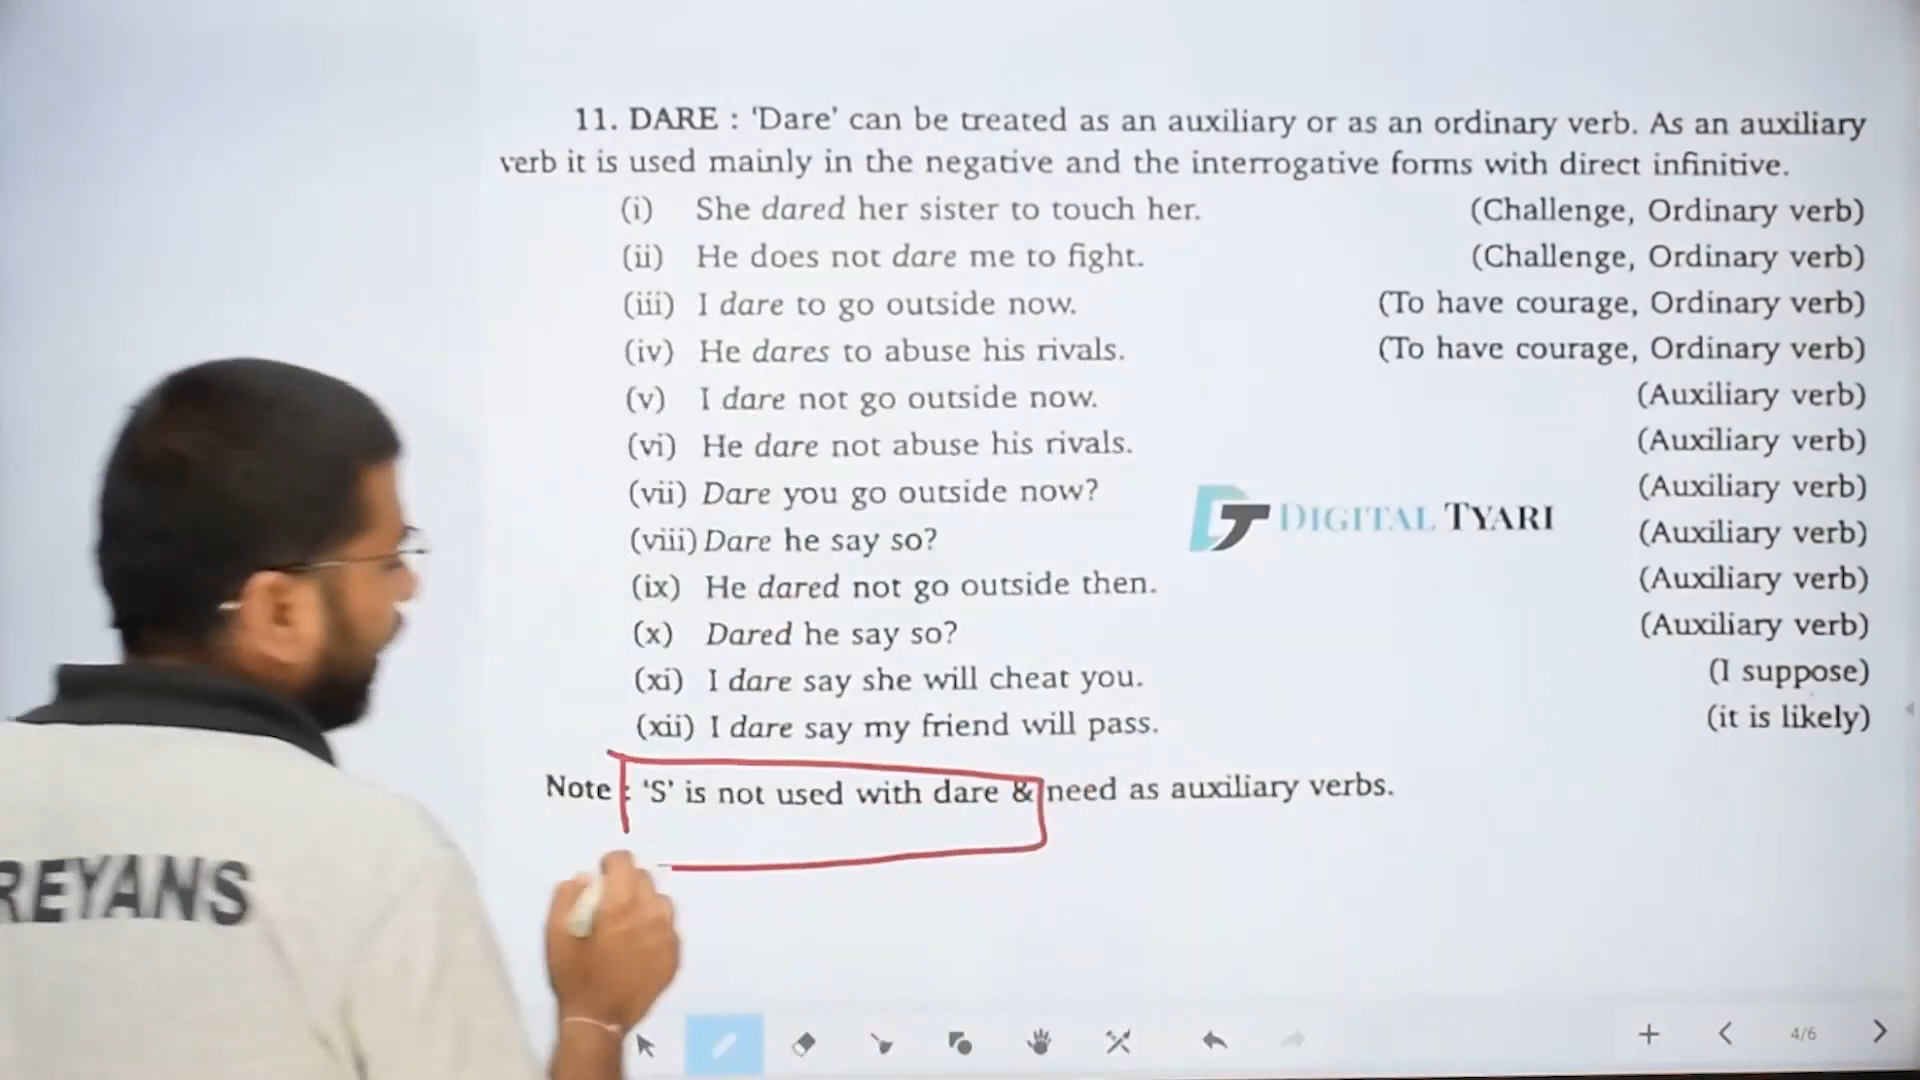 11. DARE : ‘Dare’ can be treated as an auxiliary or as an ordinary verb. As an auxiliary
verb it is used mainly in the negative and the interrogative forms with direct infinitive.
(i) She dared her sister to touch her. (Challenge, Ordinary verb)
(ii) He does not dare me to fight. (Challenge, Ordinary verb)
(iii) I dare to go outside now. (To have courage, Ordinary verb)
(iv) He dares to abuse his rivals. (To have courage, Ordinary verb)
(v) I dare not go outside now. (Auxiliary verb)
(vi) He dare not abuse his rivals. (Auxiliary verb)
(vii) Dare you go outside now? (Auxiliary verb)
DIGITAL TYARI
(viii) Dare he say so? (Auxiliary verb)
(ix) He dared not go outside then. (Auxiliary verb)
(x) Dared he say so? (Auxiliary verb)
(xi) I dare say she will cheat you. (I suppose)
(xii) I dare say my friend will pass. (it is likely)
Note : ‘S’ is not used with dare & need as auxiliary verbs.
REYANS
4/6